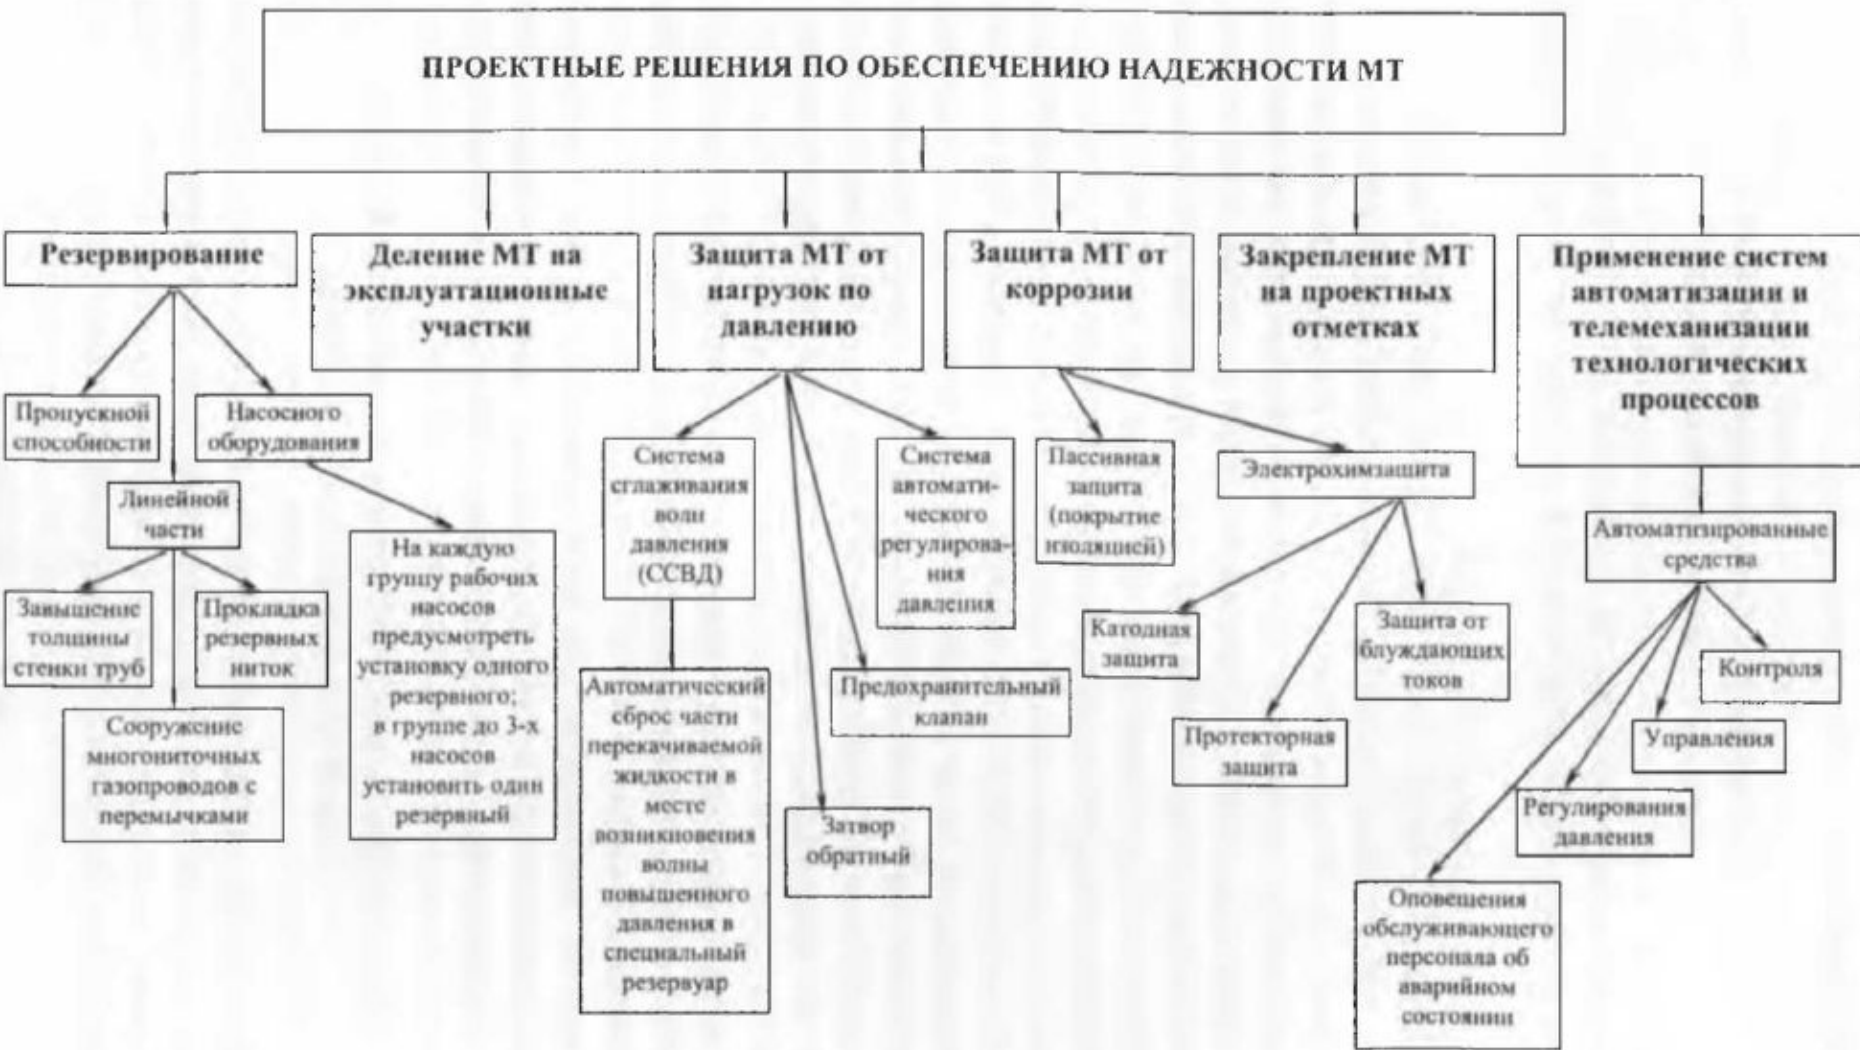 ПРОЕКТНЫЕ РЕШЕНИЯ ПО ОБЕСПЕЧЕНИЮ НАДЕЖНОСТИ МТ
Резервирование
Деление МТ на
эксплуатационные
участки
Защита МТ от
нагрузок по
давлению
Защита МТ от
коррозии
Закрепление МТ
на проектных
отметках
Применение систем
автоматизации и
телемеханизации
технологических
процессов
Пропускной
способности
Насосного
оборудования
Линейной
части
Завышение
толщины
стенки труб
Прокладка
резервных
ниток
Сооружение
многониточных
газопроводов с
перемычками
На каждую
группу рабочих
насосов
предусмотреть
установку одного
резервного;
в группе до 3-х
насосов
установить один
резервный
Система
сглаживания
волн
давления
(ССВД)
Автоматический
сброс части
перекачиваемой
жидкости в
месте
возникновения
волны
повышенного
давления в
специальный
резервуар
Система
автомати-
ческого
регулирова-
ния
давления
Предохранительный
клапан
Затвор
обратный
Пассивная
защита
(покрытие
изоляцией)
Электрохимзащита
Катодная
защита
Протекторная
защита
Защита от
блуждающих
токов
Автоматизированные
средства
Контроля
Управления
Регулирования
давления
Оповещения
обслуживающего
персонала об
аварийном
состоянии